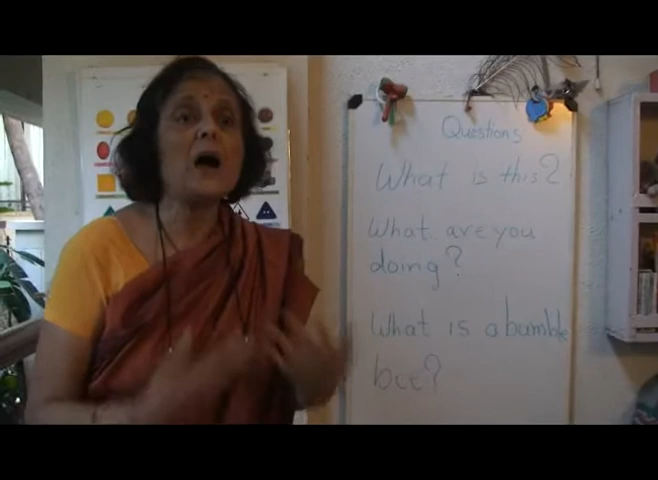 Questions
What is this?
What are you
doing?
What is a bumble
bee?